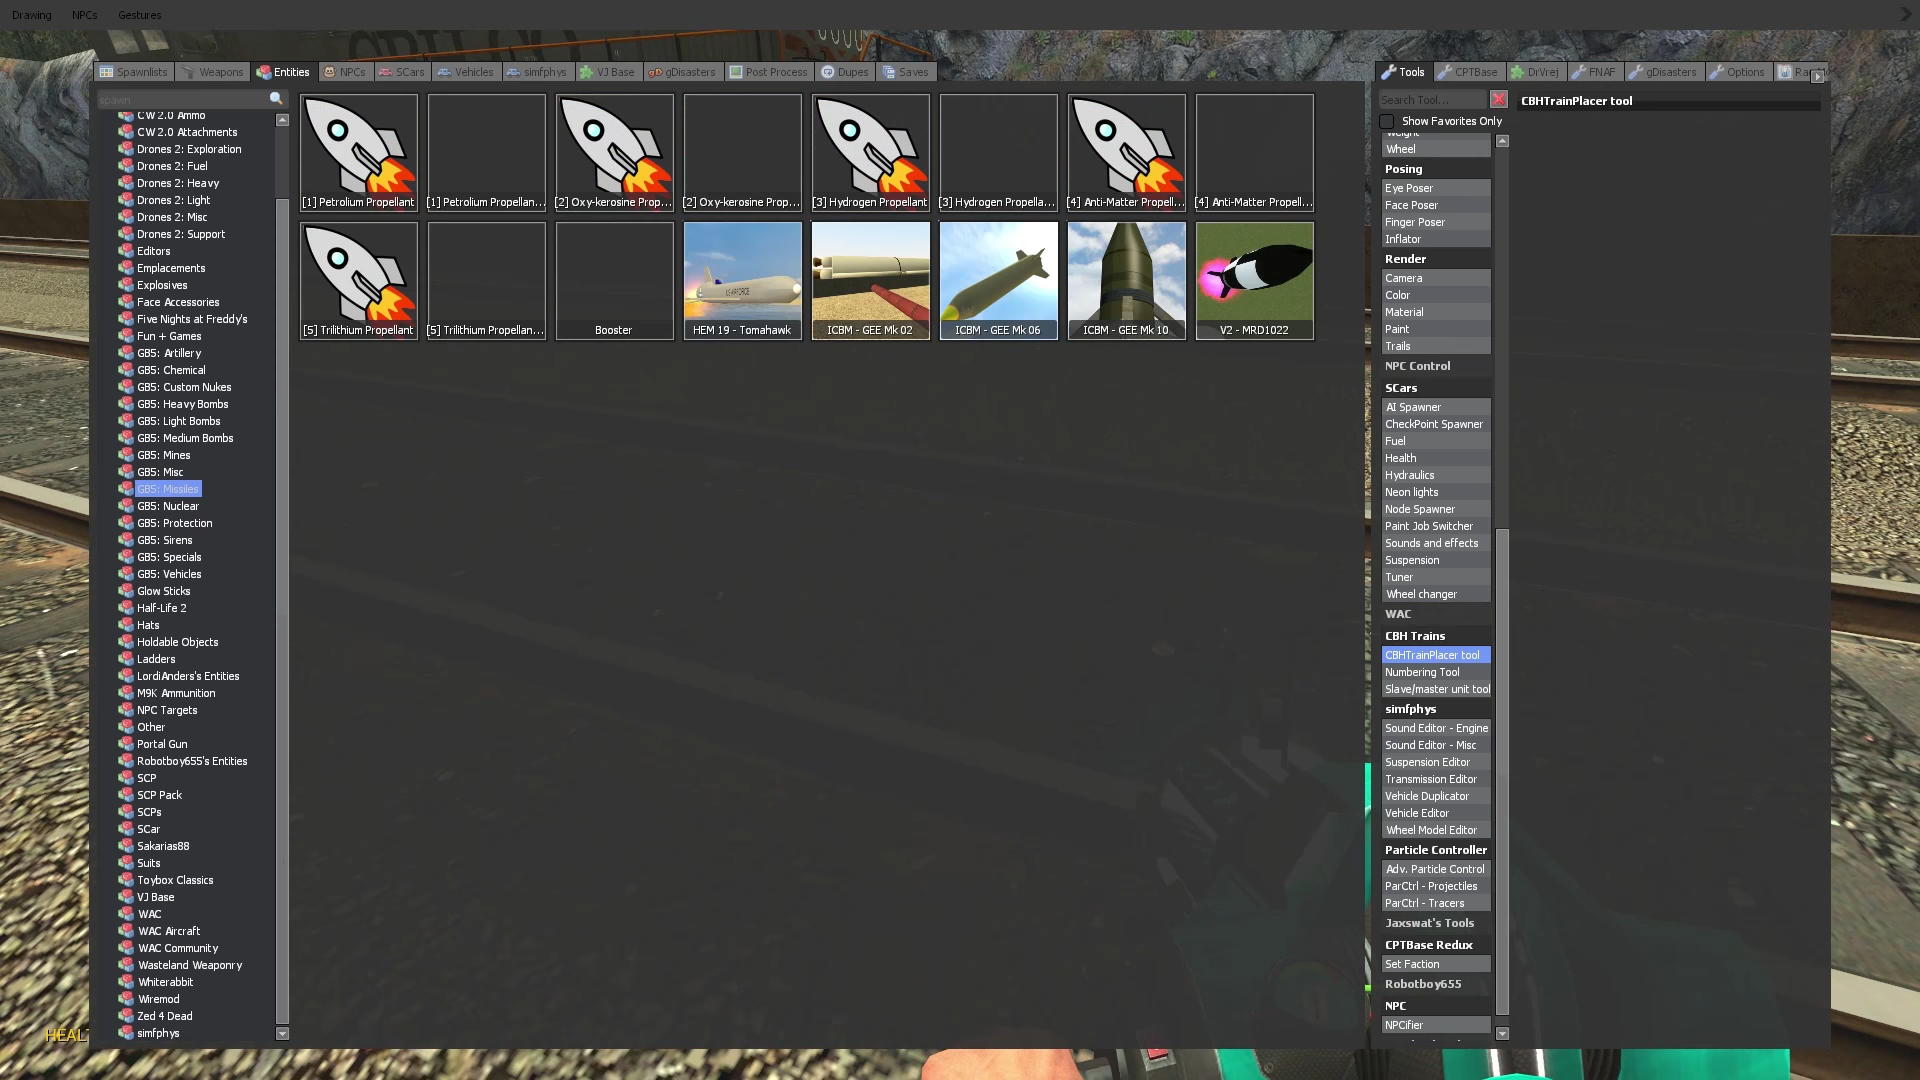 Drawing NPCs Gestures
Spawnlists Weapons Entities NPCs SCars Vehicles simfphys VJ Base gDisasters Post Process Dupes Saves
spawn
CW 2.0 Ammo
CW 2.0 Attachments
Drones 2: Exploration
Drones 2: Fuel
Drones 2: Heavy
Drones 2: Light
Drones 2: Misc
Drones 2: Support
Editors
Emplacements
Explosives
Face Accessories
Five Nights at Freddy's
Fun + Games
GB5: Artillery
GB5: Chemical
GB5: Custom Nukes
GB5: Heavy Bombs
GB5: Light Bombs
GB5: Medium Bombs
GB5: Mines
GB5: Misc
GB5: Missiles
GB5: Nuclear
GB5: Protection
GB5: Sirens
GB5: Specials
GB5: Vehicles
Glow Sticks
Half-Life 2
Hats
Holdable Objects
Ladders
LordiAnders's Entities
M9K Ammunition
NPC Targets
Other
Portal Gun
Robotboy655's Entities
SCP
SCP Pack
SCPs
SCar
Sakarias88
Suits
Toybox Classics
VJ Base
WAC
WAC Aircraft
WAC Community
Wasteland Weaponry
Whiterabbit
Wiremod
Zed 4 Dead
simfphys
[1] Petrolium Propellant [1] Petrolium Propellan... [2] Oxy-kerosine Prop... [2] Oxy-kerosine Prop... [3] Hydrogen Propellant [3] Hydrogen Propella... [4] Anti-Matter Propell... [4] Anti-Matter Propell...
[5] Trilithium Propellant [5] Trilithium Propellan... Booster HEM 19 - Tomahawk ICBM - GEE Mk 02 ICBM - GEE Mk 06 ICBM - GEE Mk 10 V2 - MRD1022
Tools CPTBase DrVrej FNAF gDisasters Options
Search Tool...
Show Favorites Only
Weight
Wheel
Posing
Eye Poser
Face Poser
Finger Poser
Inflator
Render
Camera
Color
Material
Paint
Trails
NPC Control
SCars
AI Spawner
CheckPoint Spawner
Fuel
Health
Hydraulics
Neon lights
Node Spawner
Paint Job Switcher
Sounds and effects
Suspension
Tuner
Wheel changer
WAC
CBH Trains
CBHTrainPlacer tool
Numbering Tool
Slave/master unit tool
simfphys
Sound Editor - Engine
Sound Editor - Misc
Suspension Editor
Transmission Editor
Vehicle Duplicator
Vehicle Editor
Wheel Model Editor
Particle Controller
Adv. Particle Control
ParCtrl - Projectiles
ParCtrl - Tracers
Jaxswat's Tools
CPTBase Redux
Set Faction
Robotboy655
NPC
NPCifier
CBHTrainPlacer tool